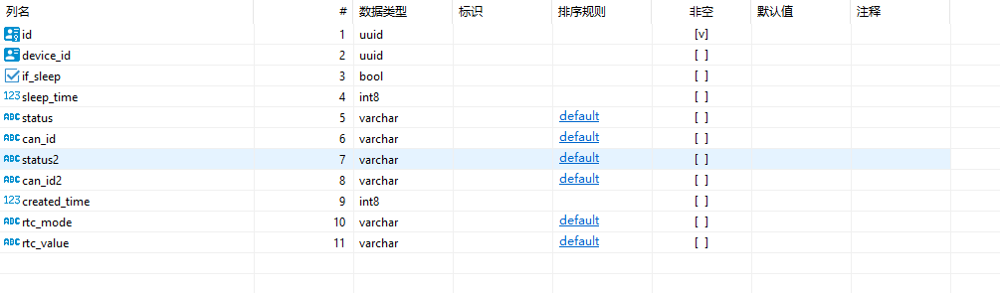 列名 # 数据类型 标识 排序规则 非空 默认值 注释
id 1 uuid [v]
device_id 2 uuid [ ]
if_sleep 3 bool [ ]
123 sleep_time 4 int8 [ ]
ABC status 5 varchar default [ ]
ABC can_id 6 varchar default [ ]
ABC status2 7 varchar default [ ]
ABC can_id2 8 varchar default [ ]
123 created_time 9 int8 [ ]
ABC rtc_mode 10 varchar default [ ]
ABC rtc_value 11 varchar default [ ]